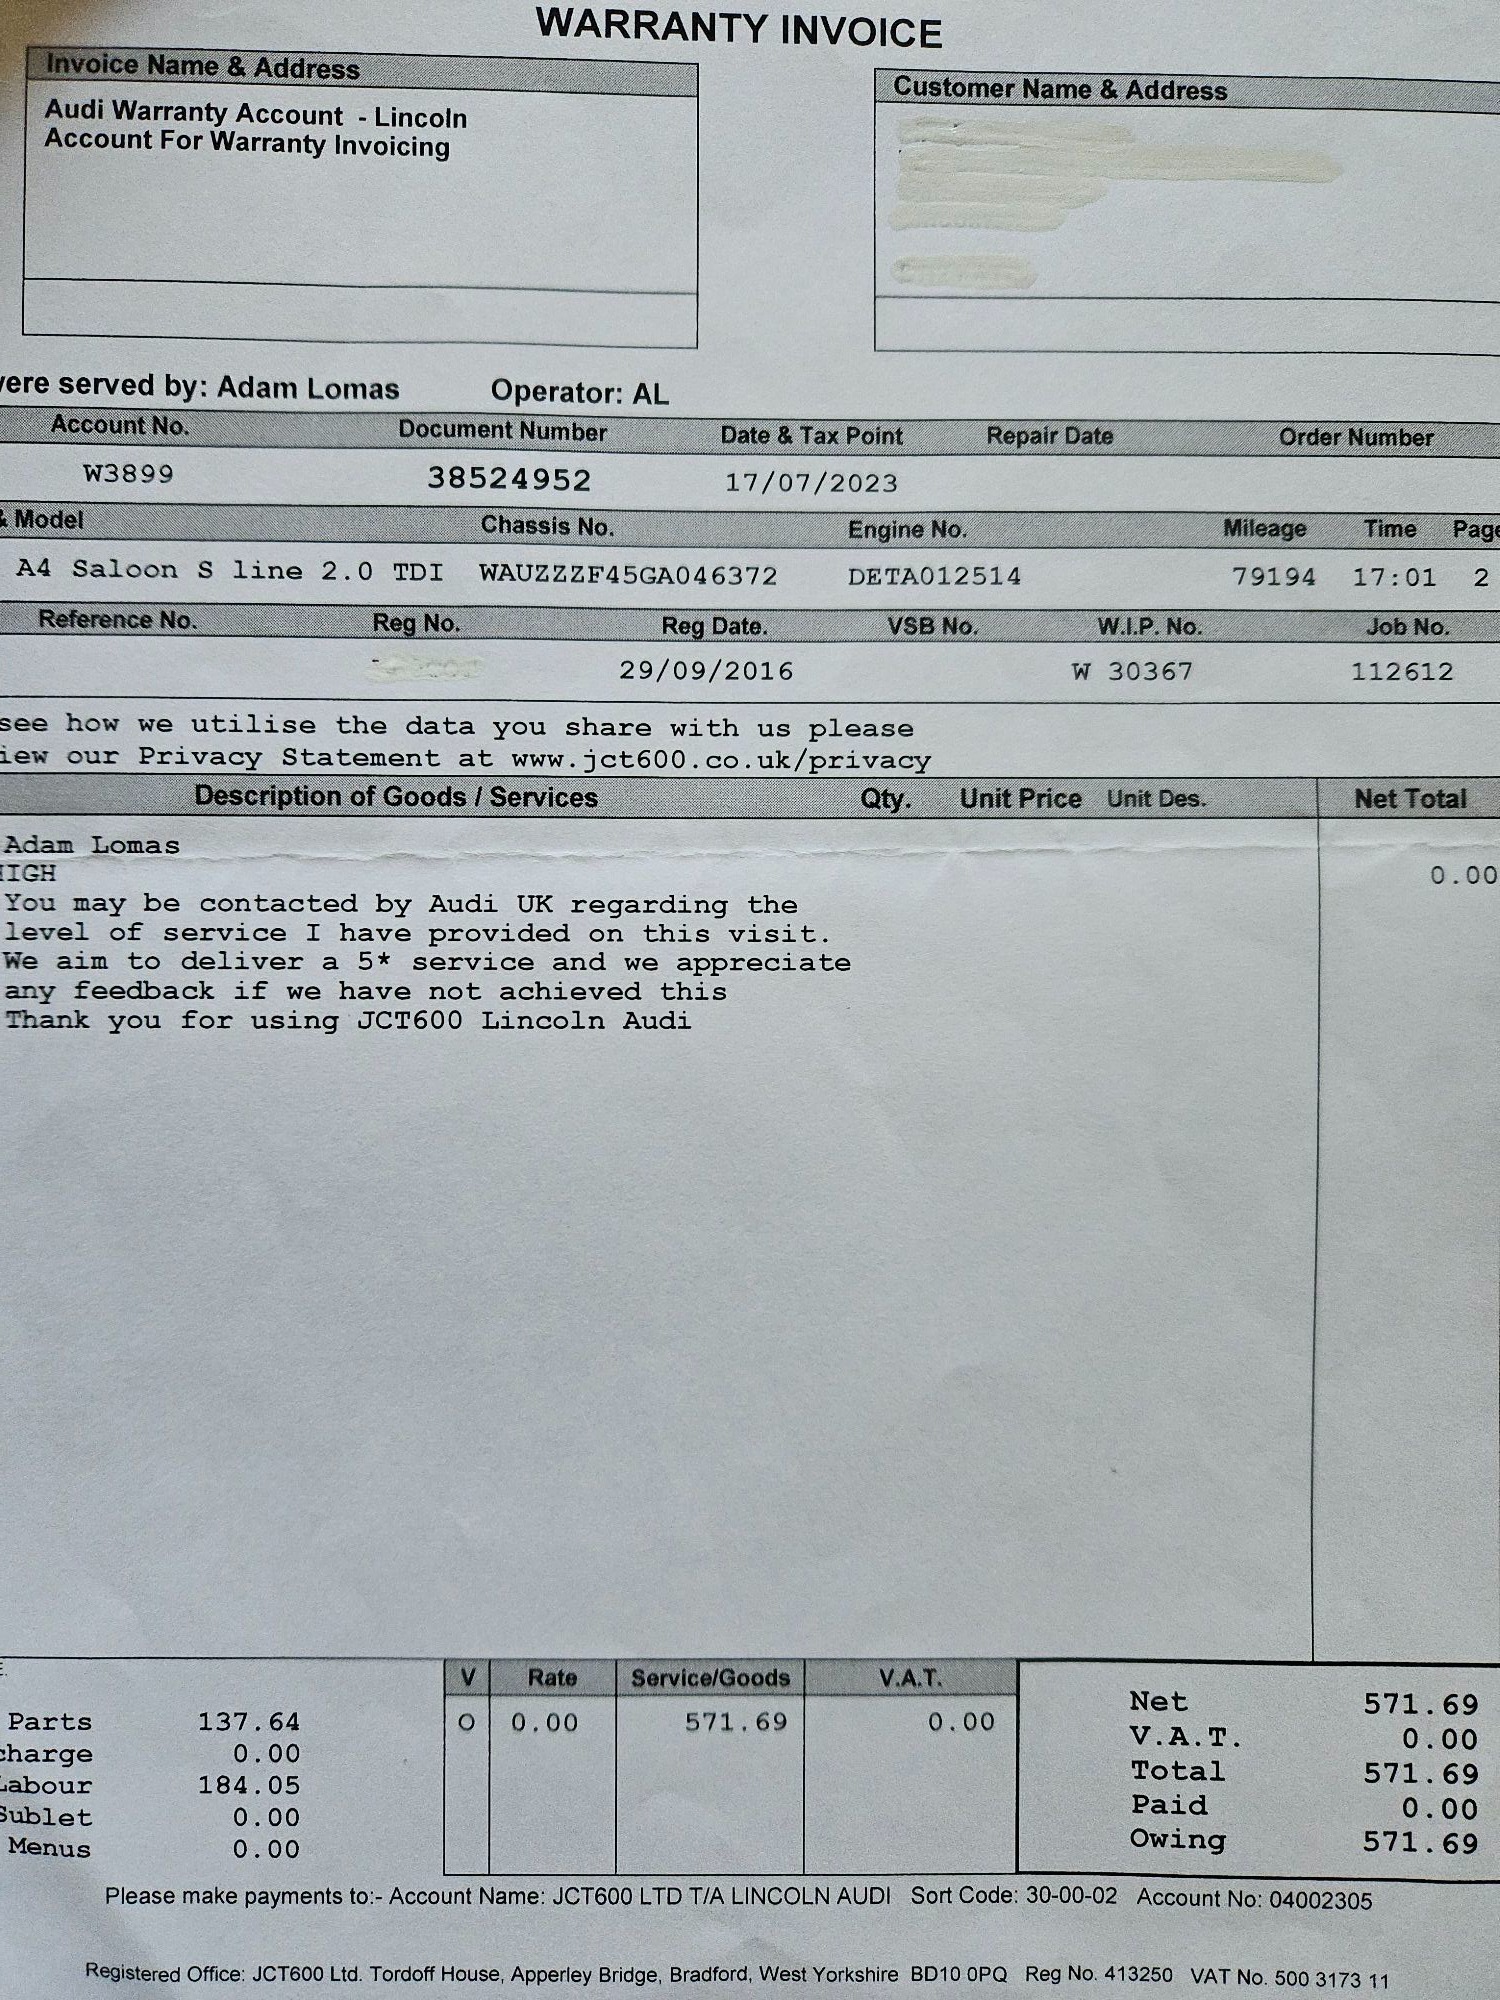 WARRANTY INVOICE
Invoice Name & Address
Audi Warranty Account - Lincoln
Account For Warranty Invoicing
Customer Name & Address
ere served by: Adam Lomas Operator: AL
Account No. Document Number Date & Tax Point Repair Date Order Number
W3899 38524952 17/07/2023
& Model Chassis No. Engine No. Mileage Time Page
A4 Saloon S line 2.0 TDI WAUZZZF45GA046372 DETA012514 79194 17:01 2
Reference No. Reg No. Reg Date. VSB No. W.I.P. No. Job No.
29/09/2016 W 30367 112612
see how we utilise the data you share with us please
iew our Privacy Statement at www.jct600.co.uk/privacy
Description of Goods / Services Qty. Unit Price Unit Des. Net Total
Adam Lomas
HIGH 0.00
You may be contacted by Audi UK regarding the
level of service I have provided on this visit.
We aim to deliver a 5* service and we appreciate
any feedback if we have not achieved this
Thank you for using JCT600 Lincoln Audi
V Rate Service/Goods V.A.T.
O 0.00 571.69 0.00
Parts 137.64
charge 0.00
Labour 184.05
Sublet 0.00
Menus 0.00
Net 571.69
V.A.T. 0.00
Total 571.69
Paid 0.00
Owing 571.69
Please make payments to:- Account Name: JCT600 LTD T/A LINCOLN AUDI Sort Code: 30-00-02 Account No: 04002305
Registered Office: JCT600 Ltd. Tordoff House, Apperley Bridge, Bradford, West Yorkshire BD10 0PQ Reg No. 413250 VAT No. 500 3173 11